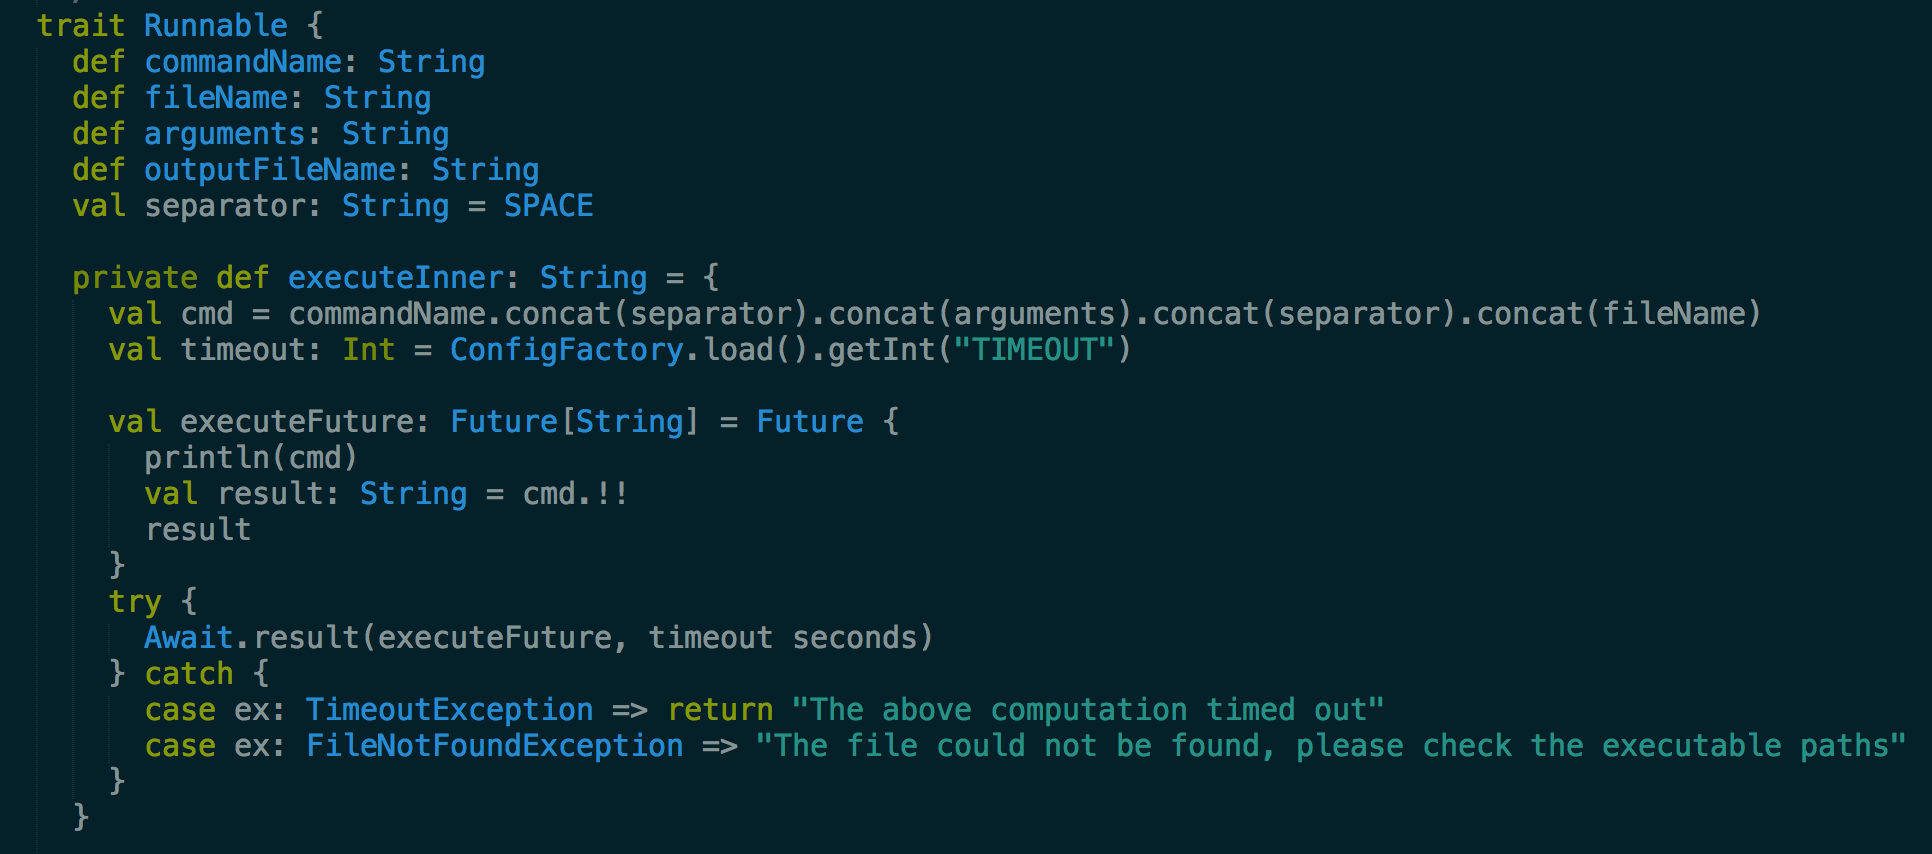 trait Runnable {
  def commandName: String
  def fileName: String
  def arguments: String
  def outputFileName: String
  val separator: String = SPACE

  private def executeInner: String = {
    val cmd = commandName.concat(separator).concat(arguments).concat(separator).concat(fileName)
    val timeout: Int = ConfigFactory.load().getInt("TIMEOUT")

    val executeFuture: Future[String] = Future {
      println(cmd)
      val result: String = cmd.!!
      result
    }
    try {
      Await.result(executeFuture, timeout seconds)
    } catch {
      case ex: TimeoutException => return "The above computation timed out"
      case ex: FileNotFoundException => "The file could not be found, please check the executable paths"
    }
  }